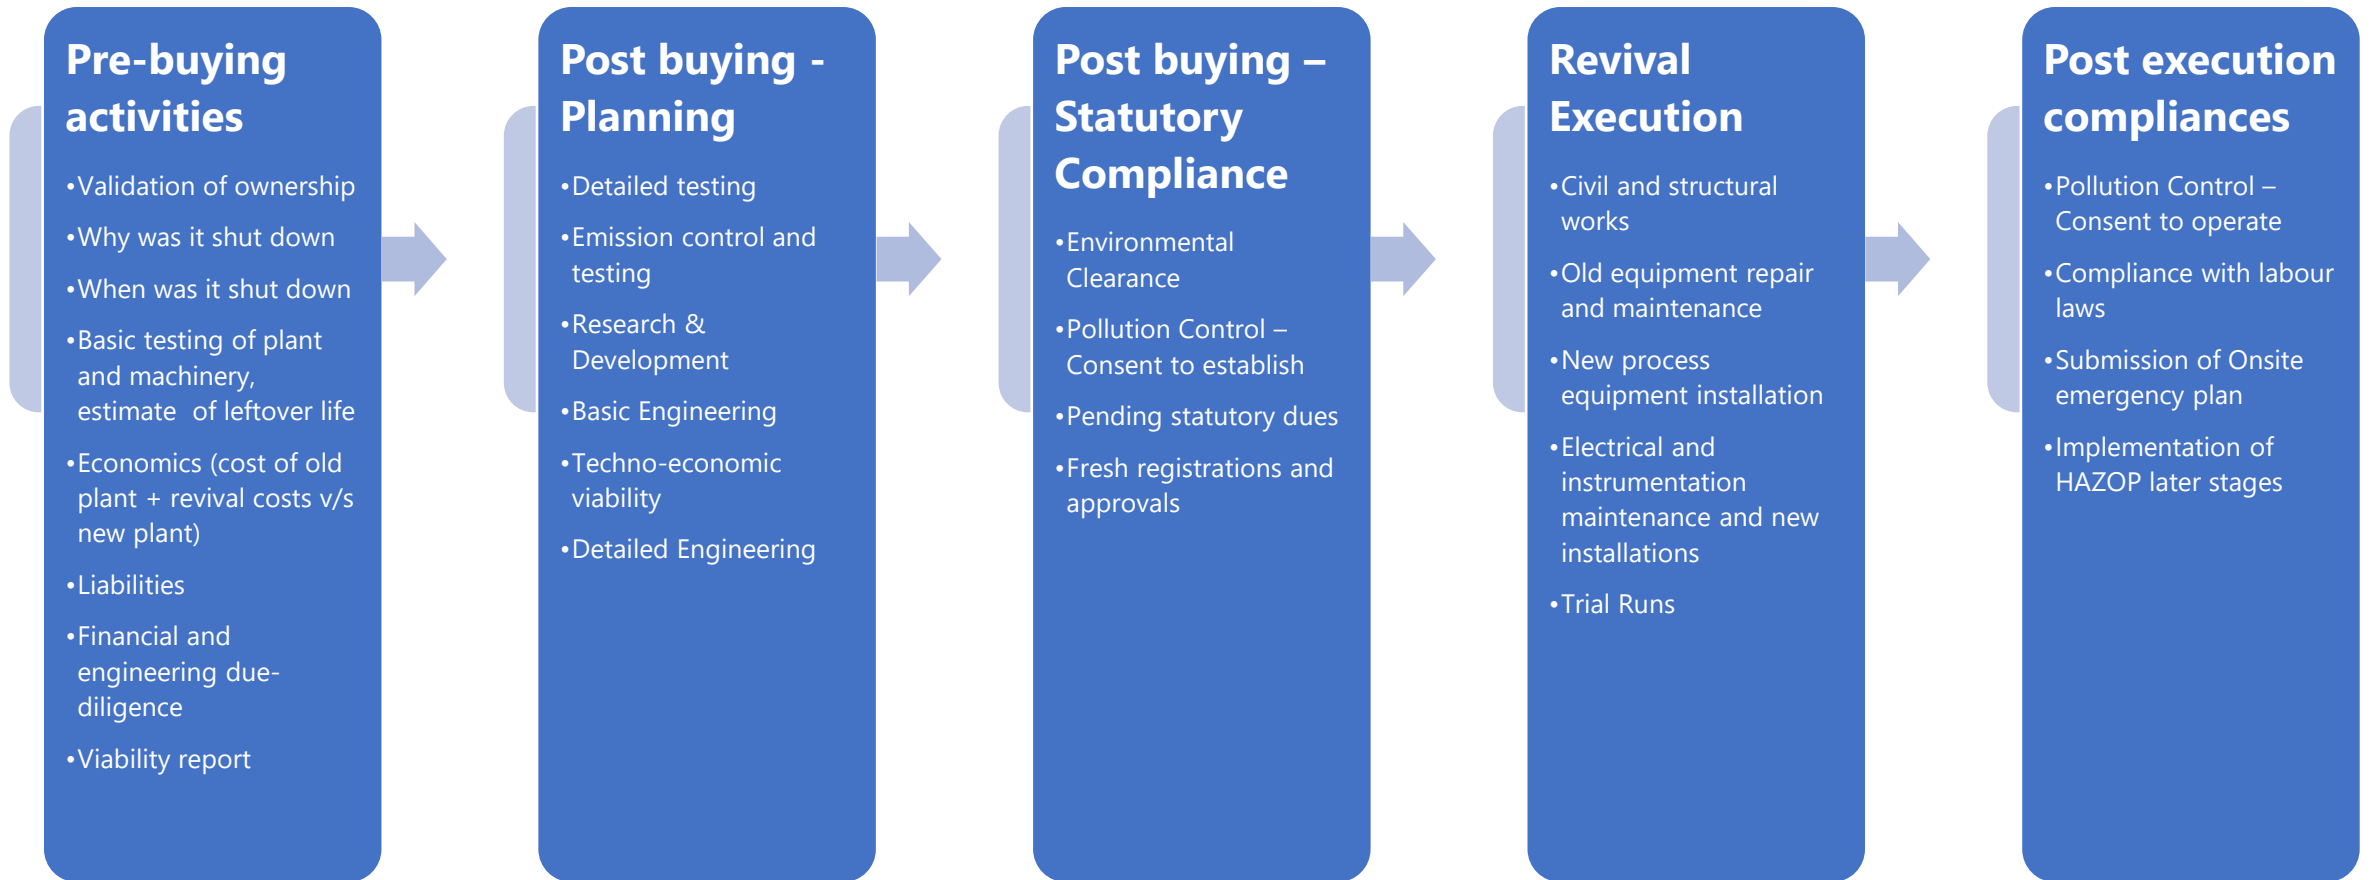 Pre-buying
activities
•Validation of ownership
•Why was it shut down
•When was it shut down
•Basic testing of plant
and machinery,
estimate  of leftover life
•Economics (cost of old
plant + revival costs v/s
new plant)
•Liabilities
•Financial and
engineering due-
diligence
•Viability report
Post buying -
Planning
•Detailed testing
•Emission control and
testing
•Research &
Development
•Basic Engineering
•Techno-economic
viability
•Detailed Engineering
Post buying –
Statutory
Compliance
•Environmental
Clearance
•Pollution Control –
Consent to establish
•Pending statutory dues
•Fresh registrations and
approvals
Revival
Execution
•Civil and structural
works
•Old equipment repair
and maintenance
•New process
equipment installation
•Electrical and
instrumentation
maintenance and new
installations
•Trial Runs
Post execution
compliances
•Pollution Control –
Consent to operate
•Compliance with labour
laws
•Submission of Onsite
emergency plan
•Implementation of
HAZOP later stages